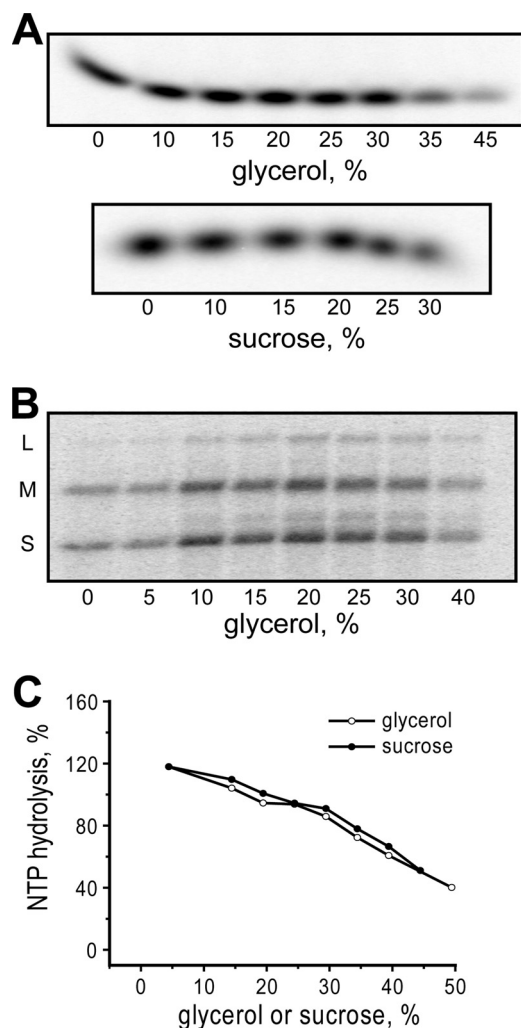 A
0 10 15 20 25 30 35 45
glycerol, %
0 10 15 20 25 30
sucrose, %
B
L
M
S
0 5 10 15 20 25 30 40
glycerol, %
C
160
120
80
40
0
NTP hydrolysis, %
glycerol
sucrose
0 10 20 30 40 50
glycerol or sucrose, %